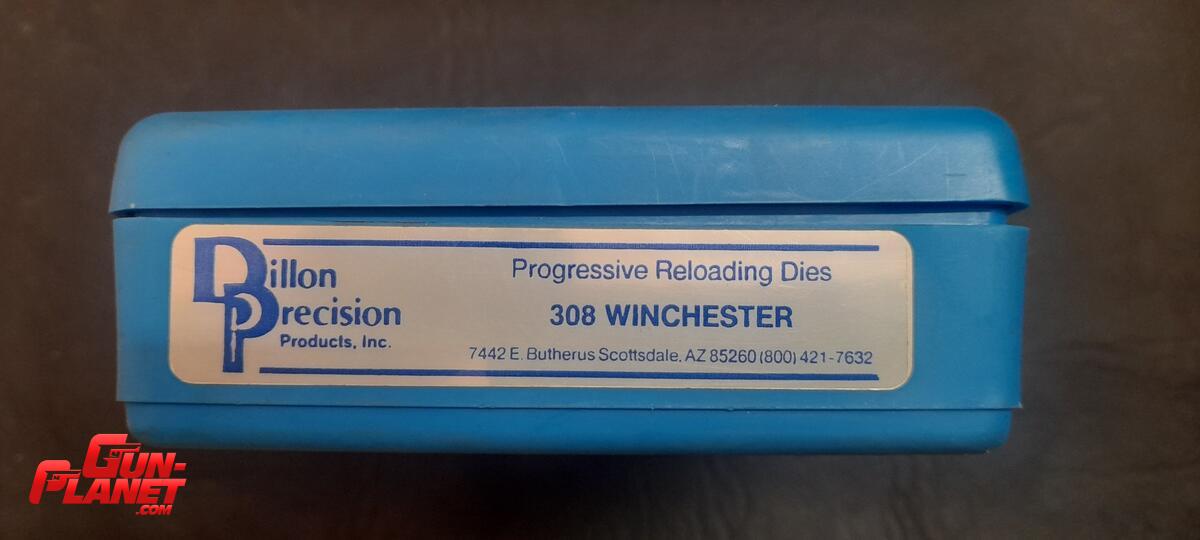 Dillon
Precision
Products, Inc.
Progressive Reloading Dies
308 WINCHESTER
7442 E. Butherus Scottsdale, AZ 85260 (800) 421-7632
GUN-
PLANET
.COM